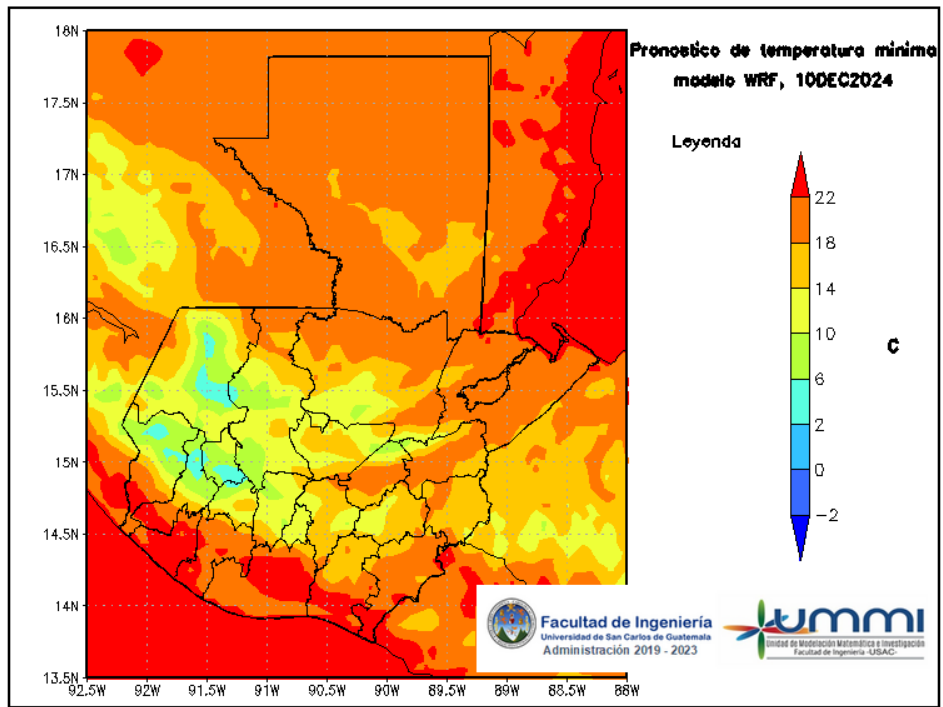 Pronostico de temperatura minima
modelo WRF, 10DEC2024
Leyenda
22
18
14
10
6
2
0
−2
C
18N
17.5N
17N
16.5N
16N
15.5N
15N
14.5N
14N
13.5N
92.5W 92W 91.5W 91W 90.5W 90W 89.5W 89W 88.5W 88W
Facultad de Ingeniería
Universidad de San Carlos de Guatemala
Administración 2019 - 2023
UMMI
Unidad de Modelación Matemática e Investigación
Facultad de Ingeniería -USAC-